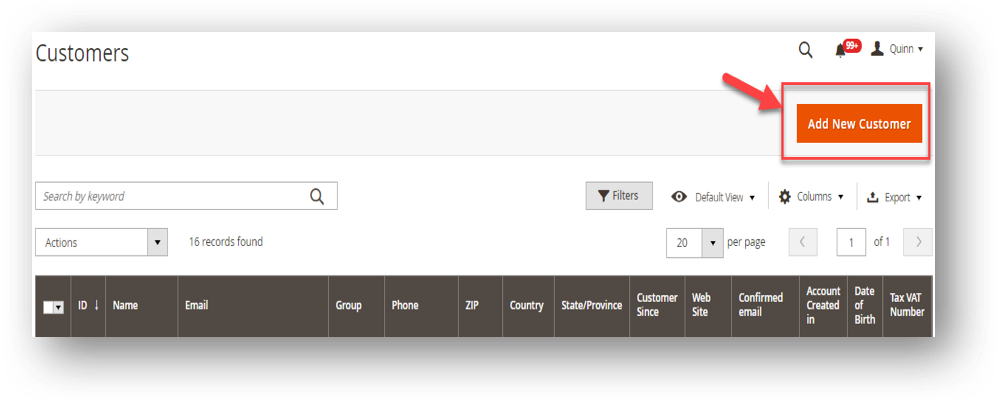 Customers
99+
Quinn
Add New Customer
Search by keyword
Filters
Default View
Columns
Export
Actions
16 records found
20
per page
1
of 1
ID
Name
Email
Group
Phone
ZIP
Country
State/Province
Customer
Since
Web
Site
Confirmed
email
Account
Created
in
Date
of
Birth
Tax VAT
Number